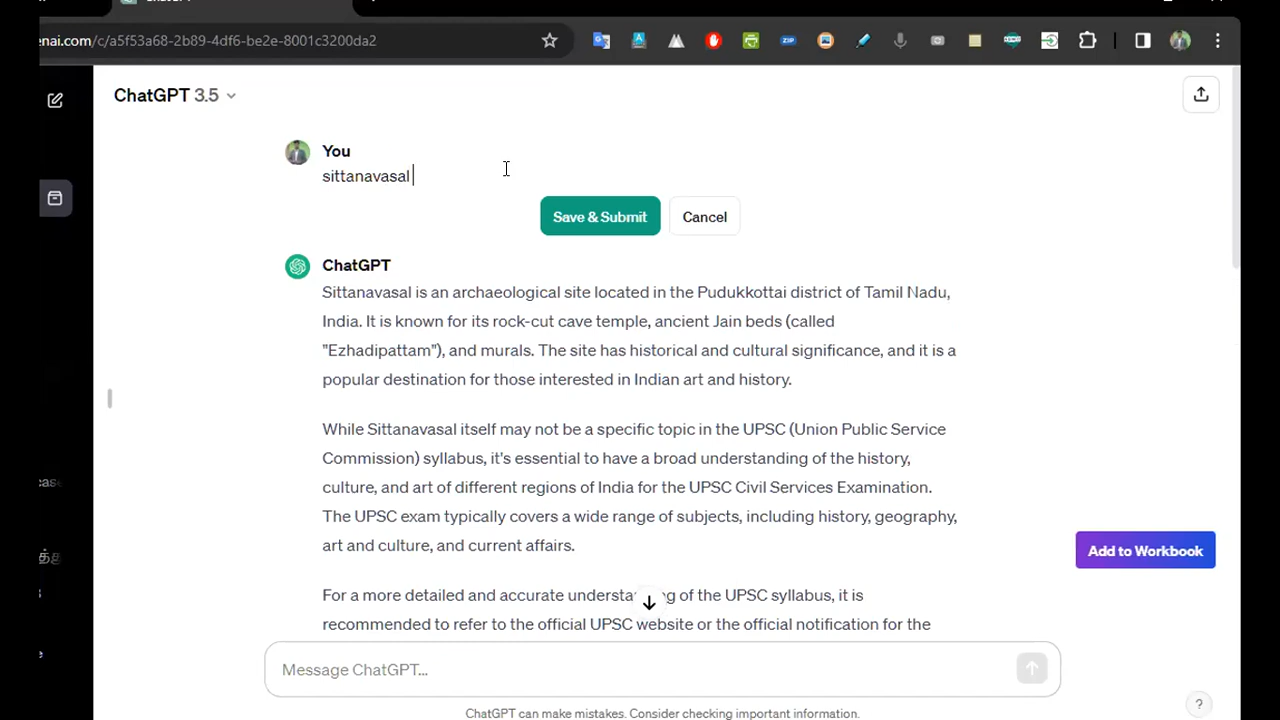 ChatGPT
enai.com/c/a5f53a68-2b89-4df6-be2e-8001c3200da2
ZIP
ChatGPT 3.5
You
sittanavasal
Save & Submit
Cancel
ChatGPT
Sittanavasal is an archaeological site located in the Pudukkottai district of Tamil Nadu,
India. It is known for its rock-cut cave temple, ancient Jain beds (called
"Ezhadipattam"), and murals. The site has historical and cultural significance, and it is a
popular destination for those interested in Indian art and history.
While Sittanavasal itself may not be a specific topic in the UPSC (Union Public Service
Commission) syllabus, it's essential to have a broad understanding of the history,
culture, and art of different regions of India for the UPSC Civil Services Examination.
The UPSC exam typically covers a wide range of subjects, including history, geography,
art and culture, and current affairs.
case
த்த
Add to Workbook
For a more detailed and accurate understanding of the UPSC syllabus, it is
recommended to refer to the official UPSC website or the official notification for the
Message ChatGPT...
ChatGPT can make mistakes. Consider checking important information.
?